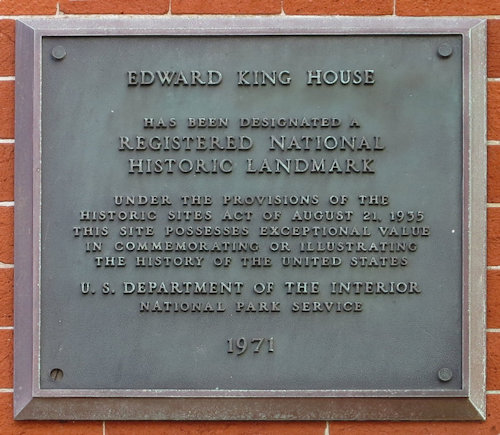 EDWARD KING HOUSE
HAS BEEN DESIGNATED A
REGISTERED NATIONAL
HISTORIC LANDMARK
UNDER THE PROVISIONS OF THE
HISTORIC SITES ACT OF AUGUST 21, 1935
THIS SITE POSSESSES EXCEPTIONAL VALUE
IN COMMEMORATING OR ILLUSTRATING
THE HISTORY OF THE UNITED STATES
U. S. DEPARTMENT OF THE INTERIOR
NATIONAL PARK SERVICE
1971